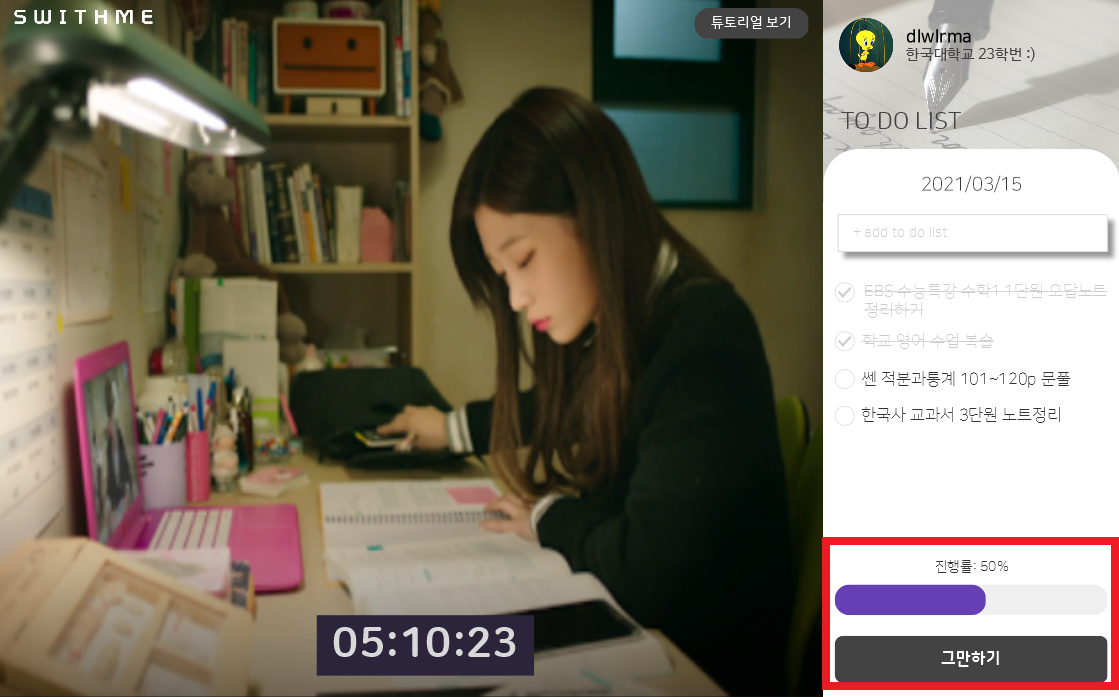 SWITHME
튜토리얼 보기
dlwlrma
한국대학교 23학번 :)
TO DO LIST
2021/03/15
+ add to do list
EBS 수능특강 수학1 1단원 오답노트
정리하기
학교 영어 수업 복습
쎈 적분과통계 101~120p 문풀
한국사 교과서 3단원 노트정리
진행률: 50%
05:10:23
그만하기